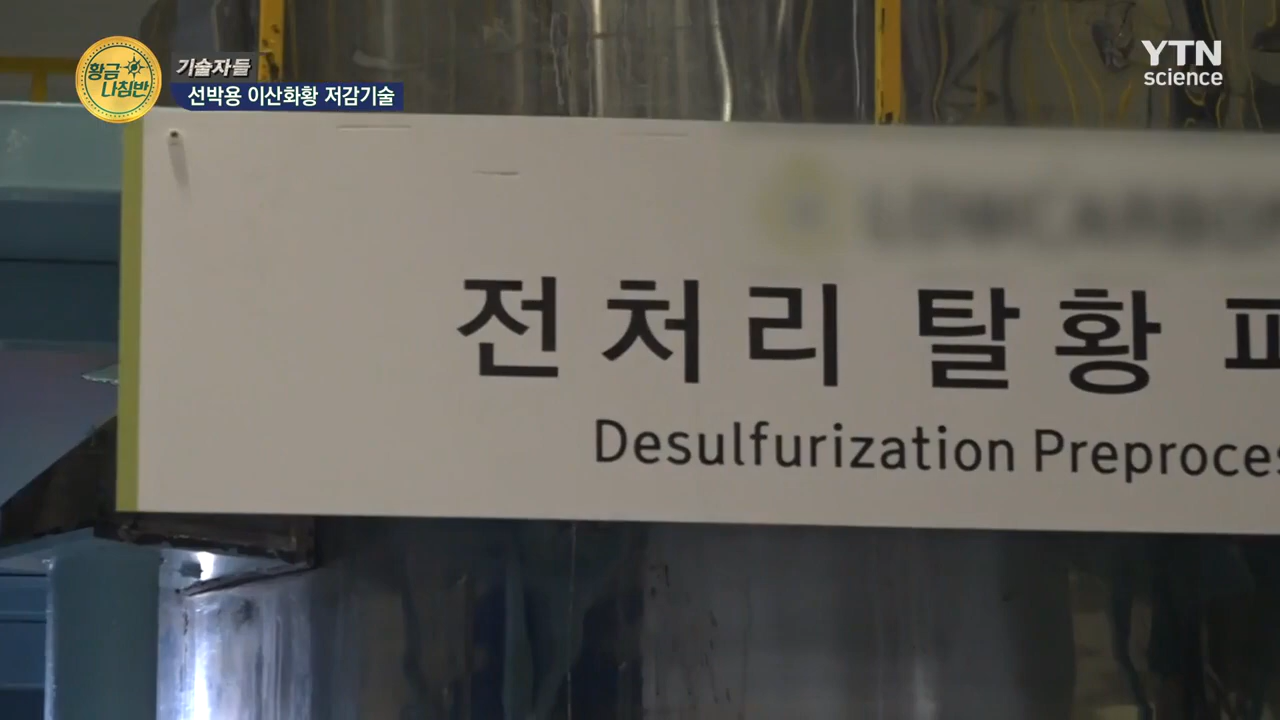 황금
나침반
기술자들
선박용 이산화황 저감기술
YTN
science
전처리 탈황
Desulfurization